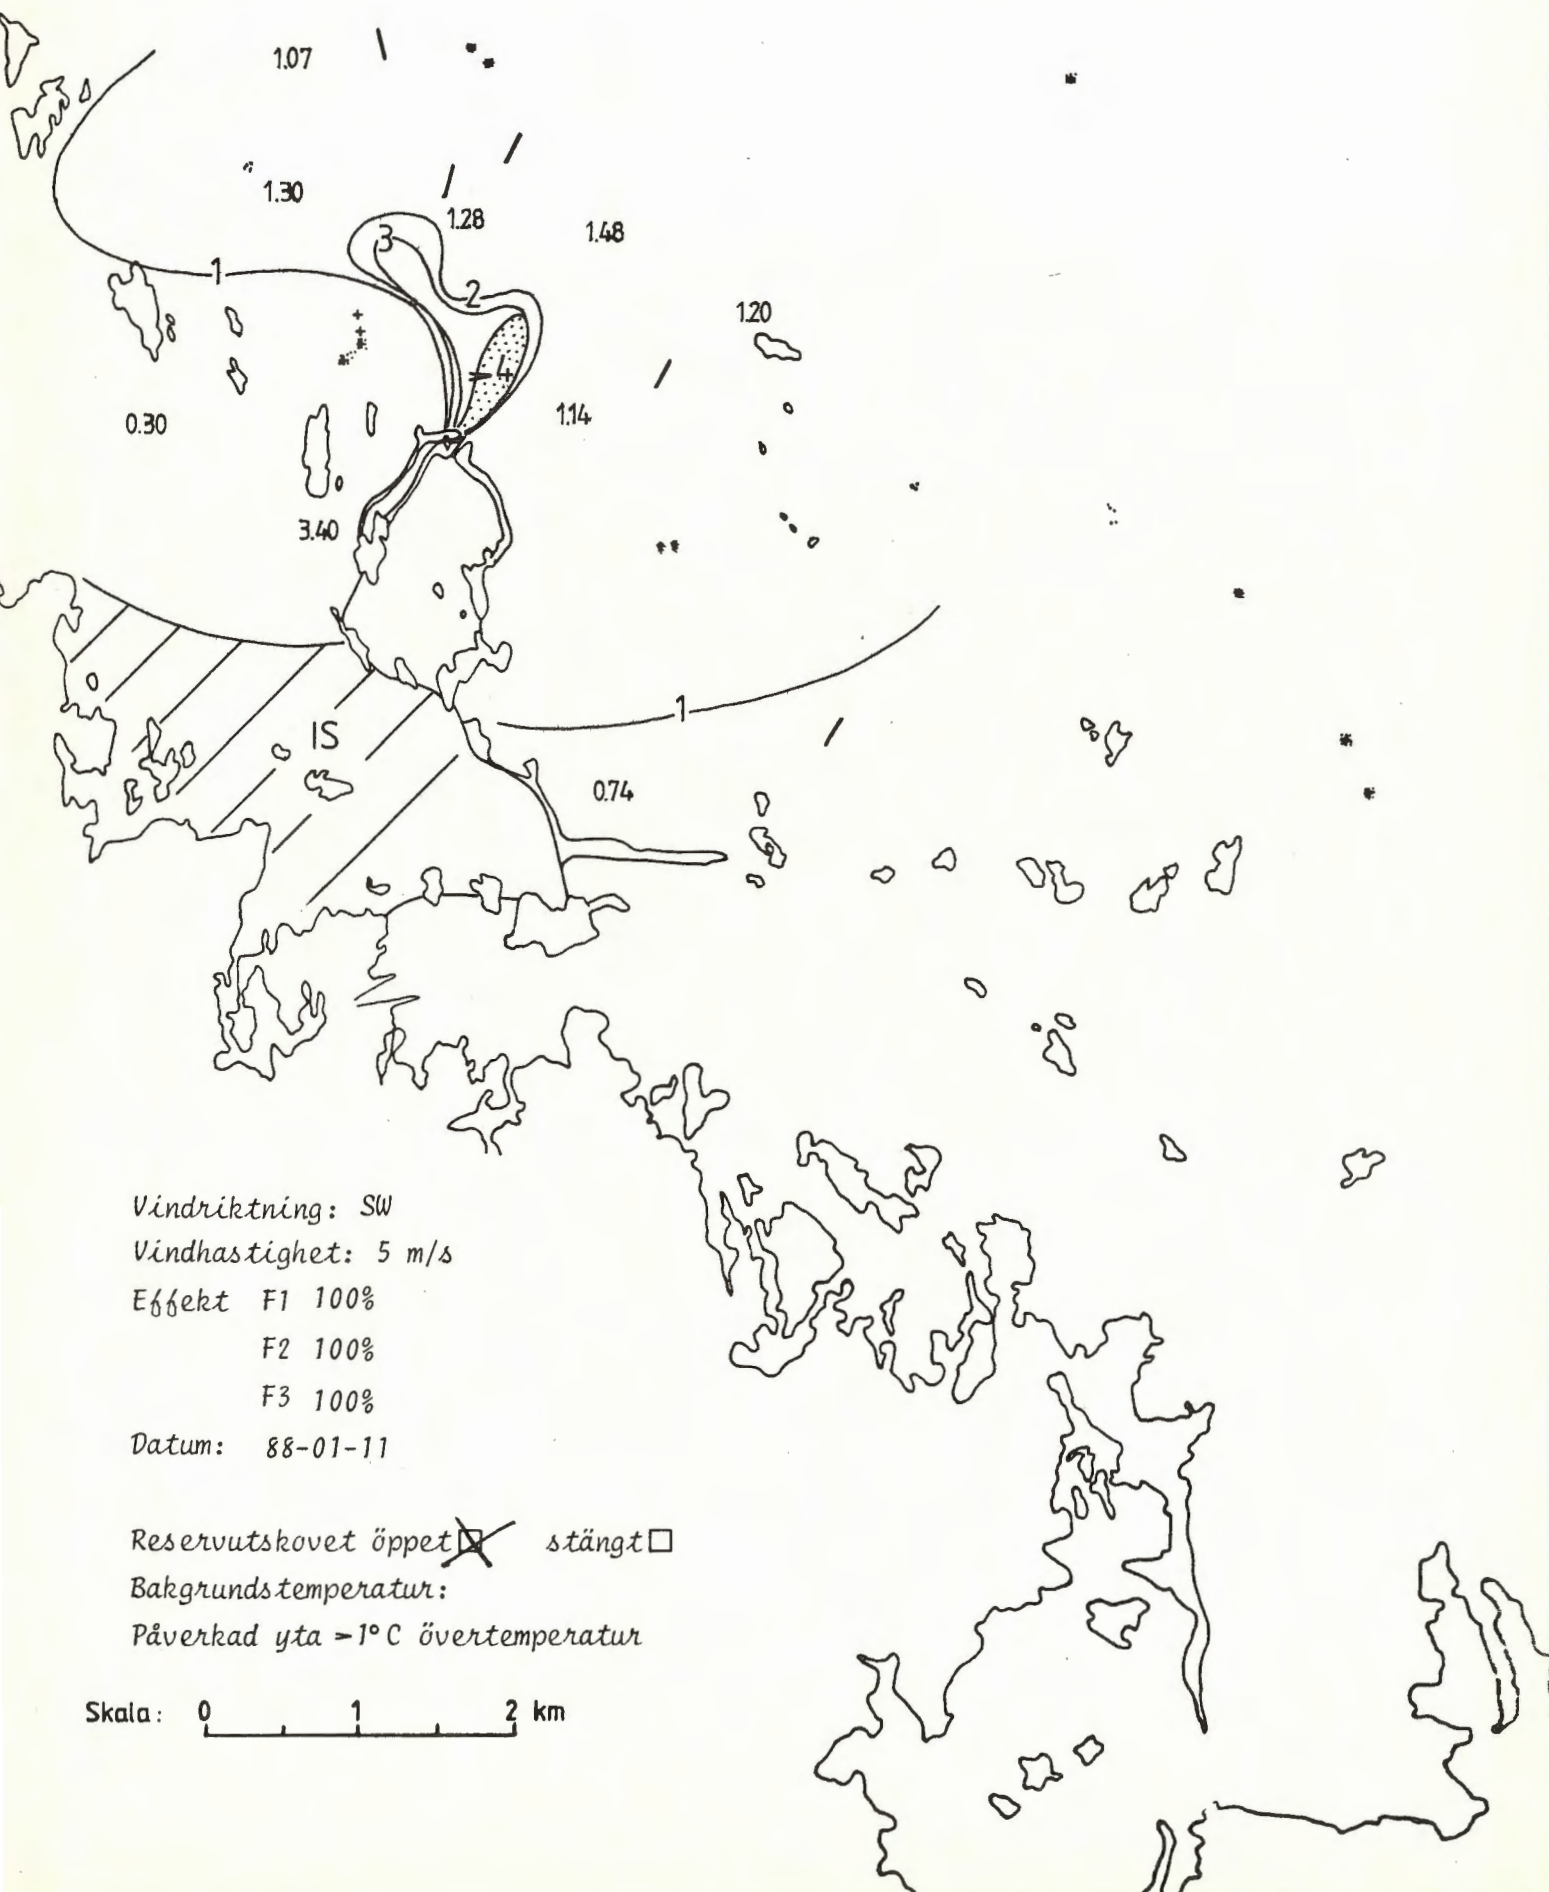 1.07
1.30
1.28
1.48
3
1
2
1.20
>4
0.30
1.14
3.40
1
IS
0.74
Vindriktning: SW
Vindhastighet: 5 m/s
Effekt F1 100%
F2 100%
F3 100%
Datum: 88-01-11
Reservutskovet öppet☒ stängt☐
Bakgrundstemperatur:
Påverkad yta >1°C övertemperatur
Skala: 0 1 2 km